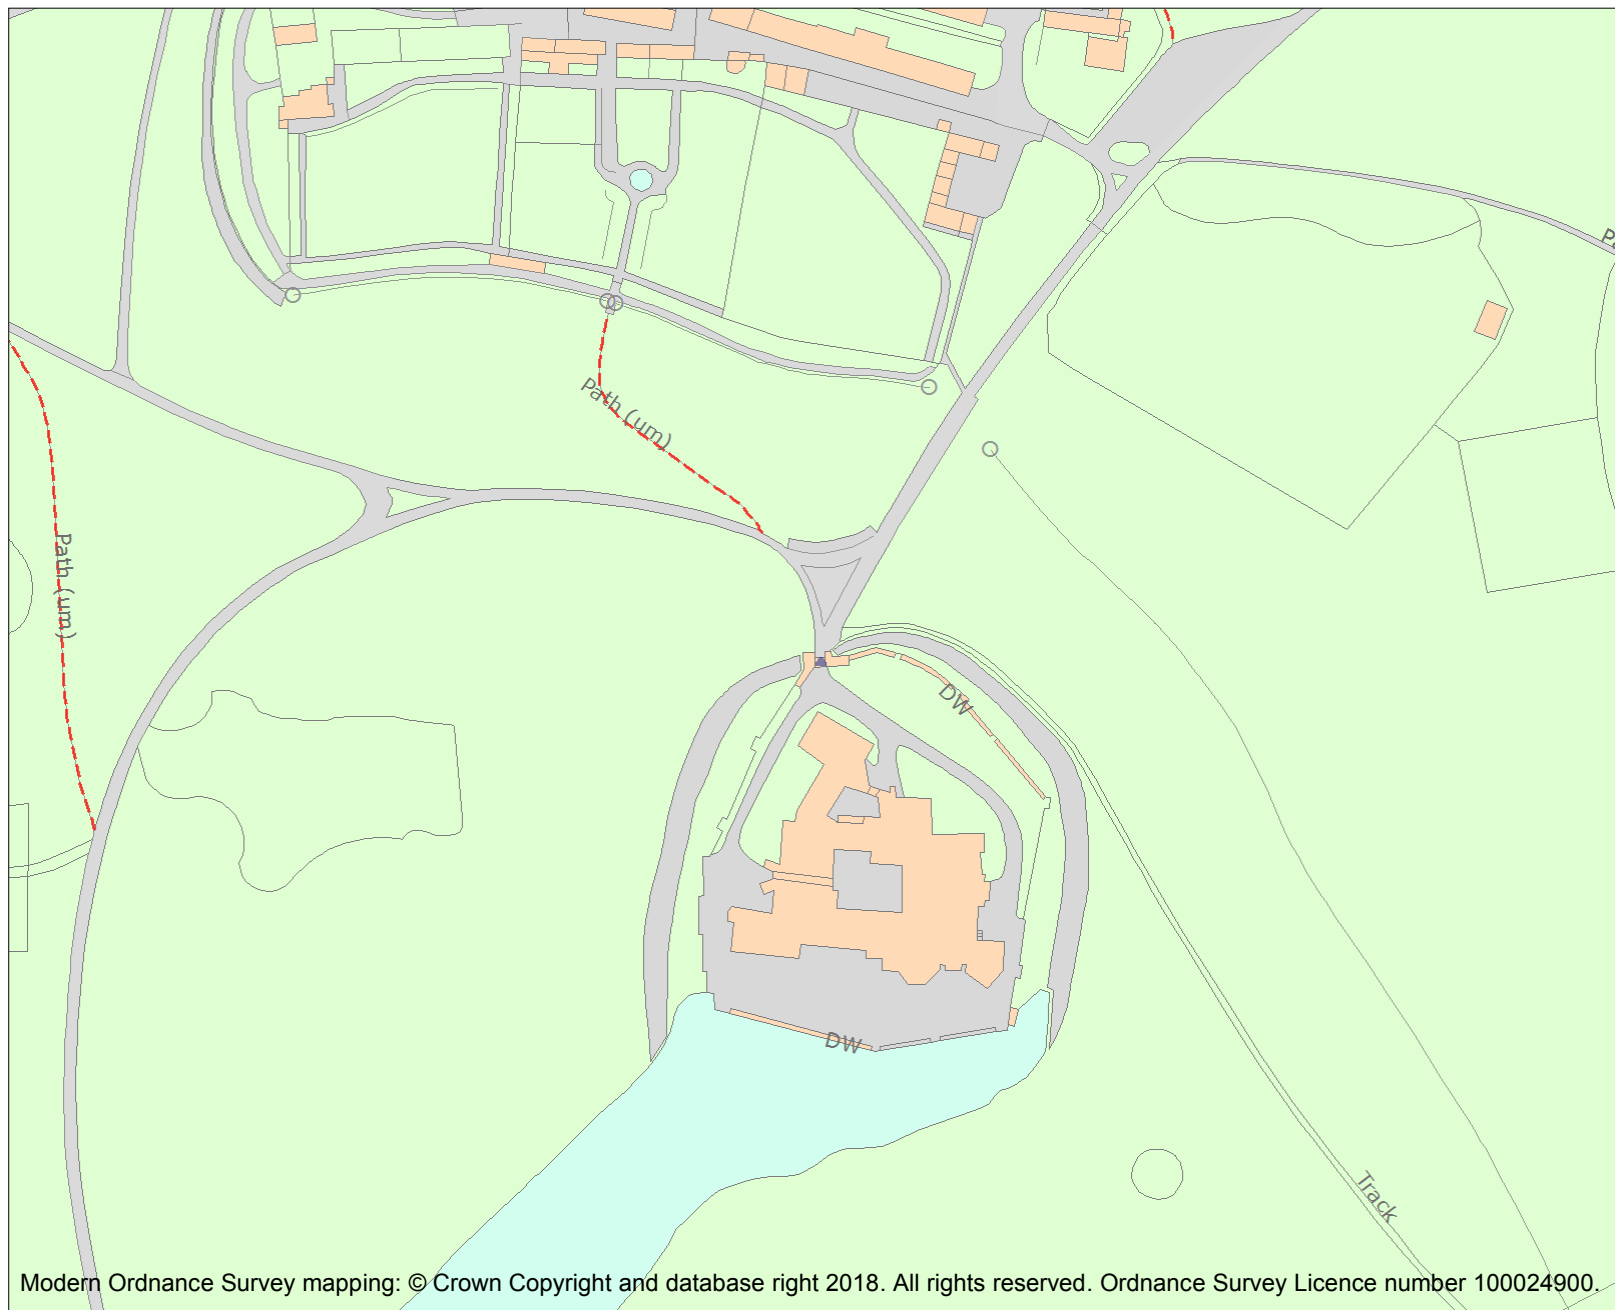 Path (um)
Path (um)
DW
DW
Track
Modern Ordnance Survey mapping: © Crown Copyright and database right 2018. All rights reserved. Ordnance Survey Licence number 100024900.